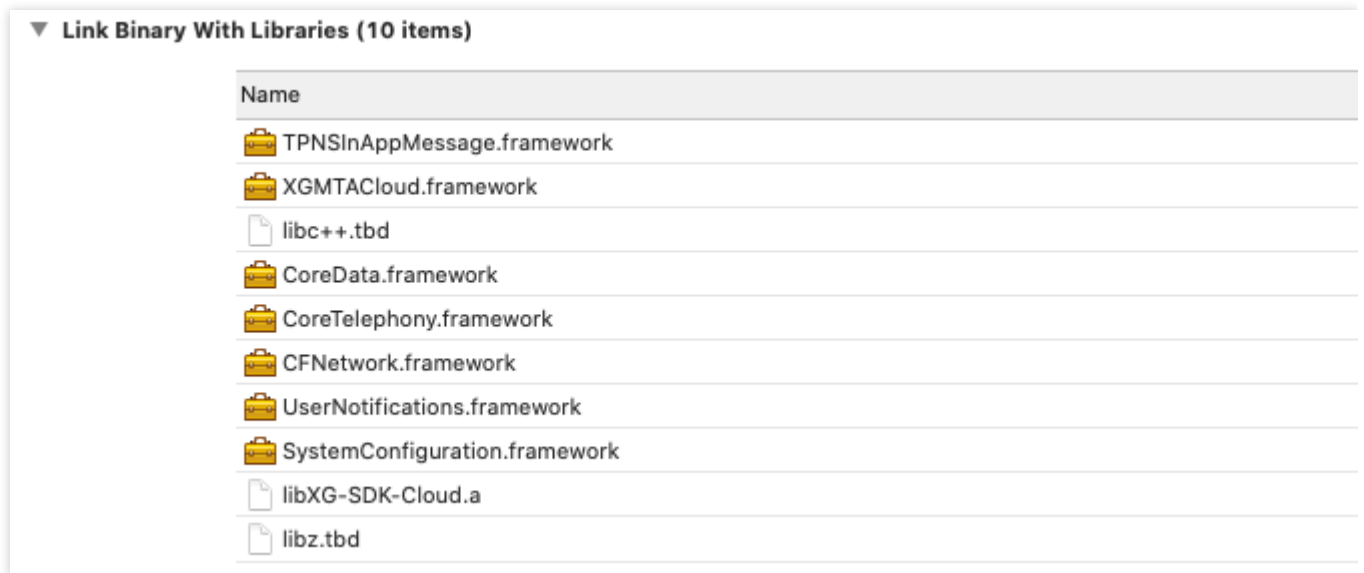 Link Binary With Libraries (10 items)
Name
TPNSInAppMessage.framework
XGMTACloud.framework
libc++.tbd
CoreData.framework
CoreTelephony.framework
CFNetwork.framework
UserNotifications.framework
SystemConfiguration.framework
libXG-SDK-Cloud.a
libz.tbd